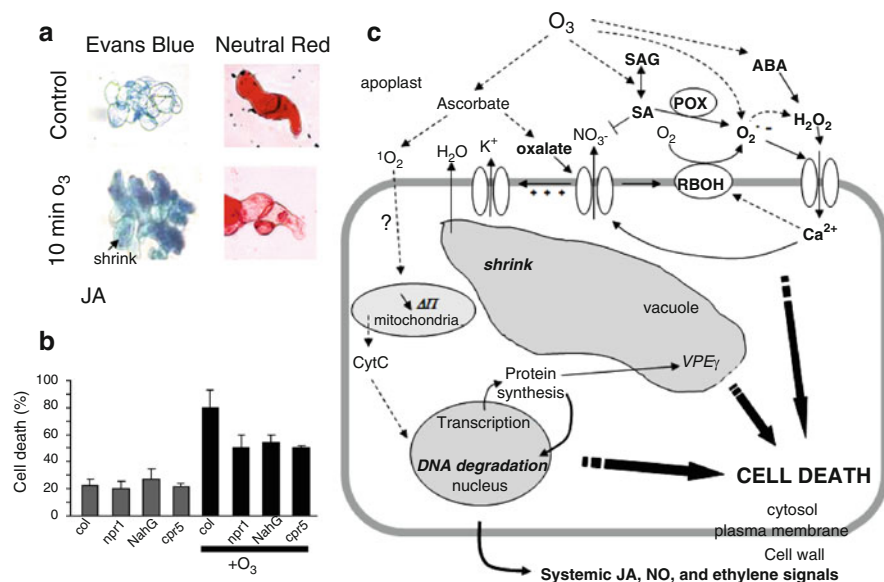 a
Evans Blue Neutral Red
Control
10 min o3
shrink
JA
b
Cell death (%)
100
80
60
40
20
0
col npr1 NahG cpr5 col npr1 NahG cpr5
+O3
c
O3
SAG
ABA
apoplast
Ascorbate
SA
POX
O2
O2·-
H2O2
1O2
H2O
K+
oxalate
NO3-
RBOH
?
Ca2+
shrink
ΔΠ
mitochondria
vacuole
CytC
Protein
synthesis
VPEγ
Transcription
DNA degradation
nucleus
CELL DEATH
cytosol
plasma membrane
Cell wall
Systemic JA, NO, and ethylene signals